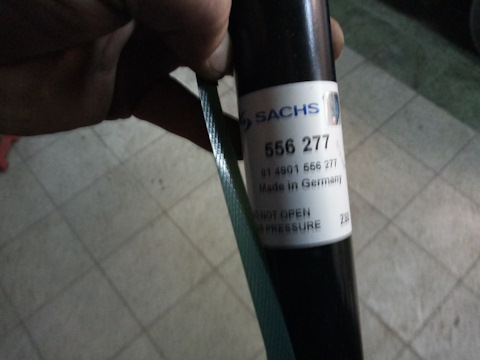 SACHS
556 277
81 4901 556 277
Made in Germany
NOT OPEN
PRESSURE